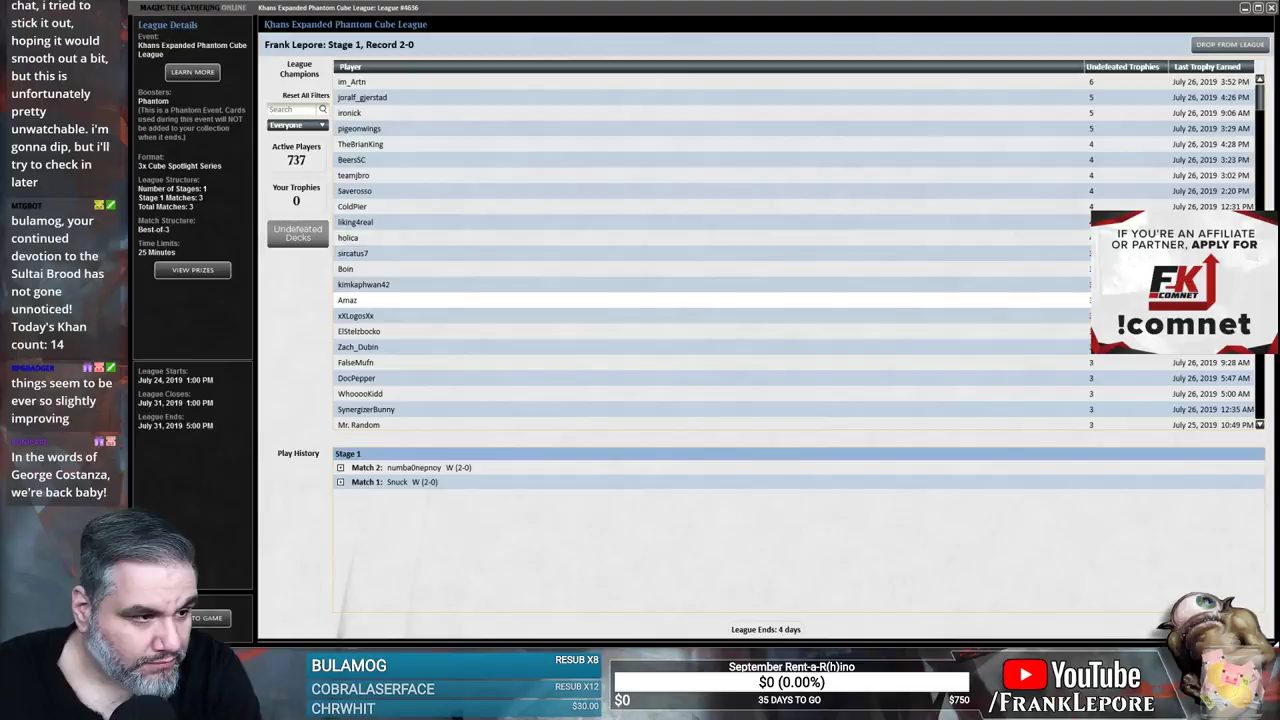 MAGIC THE GATHERING ONLINE
Khans Expanded Phantom Cube League: League #4636
chat, i tried to
stick it out,
hoping it would
smooth out a bit,
but this is
unfortunately
pretty
unwatchable. i'm
gonna dip, but i'll
try to check in
later
MTGBOT
bulamog, your
continued
devotion to the
Sultai Brood has
not gone
unnoticed!
Today's Khan
count: 14
RPGBADGER
things seem to be
ever so slightly
improving
In the words of
George Costanza,
we're back baby!
League Details
Event:
Khans Expanded Phantom Cube
League
LEARN MORE
Boosters:
Phantom
(This is a Phantom Event. Cards
used during this event will NOT
be added to your collection
when it ends.)
Format:
3x Cube Spotlight Series
League Structure:
Number of Stages: 1
Stage 1 Matches: 3
Total Matches: 3
Match Structure:
Best-of-3
Time Limits:
25 Minutes
VIEW PRIZES
League Starts:
July 24, 2019 1:00 PM
League Closes:
July 31, 2019 1:00 PM
League Ends:
July 31, 2019 5:00 PM
TO GAME
Khans Expanded Phantom Cube League
Frank Lepore: Stage 1, Record 2-0
DROP FROM LEAGUE
League
Champions
Reset All Filters
Search
Everyone
Active Players
737
Your Trophies
0
Undefeated
Decks
Player Undefeated Trophies Last Trophy Earned
im_Artn 6 July 26, 2019 3:52 PM
joralf_gjerstad 5 July 26, 2019 4:26 PM
ironick 5 July 26, 2019 9:06 AM
pigeonwings 5 July 26, 2019 3:29 AM
TheBrianKing 4 July 26, 2019 4:28 PM
BeersSC 4 July 26, 2019 3:23 PM
teamjbro 4 July 26, 2019 3:02 PM
Saverosso 4 July 26, 2019 2:20 PM
ColdPier 4 July 26, 2019 12:31 PM
liking4real
holica
sircatus7
Boin
kimkaphwan42
Amaz
xXLogosXx
ElStelzbocko
Zach_Dubin
FalseMufn 3 July 26, 2019 9:28 AM
DocPepper 3 July 26, 2019 5:47 AM
WhooooKidd 3 July 26, 2019 5:00 AM
SynergizerBunny 3 July 26, 2019 12:35 AM
Mr. Random 3 July 25, 2019 10:49 PM
IF YOU'RE AN AFFILIATE
OR PARTNER, APPLY FOR
COMNET
!comnet
Play History
Stage 1
Match 2: numba0nepnoy W (2-0)
Match 1: Snuck W (2-0)
League Ends: 4 days
BULAMOG RESUB X8
COBRALASERFACE RESUB X12
CHRWHIT $30.00
September Rent-a-R(h)ino
$0 (0.00%)
$0 35 DAYS TO GO $750
YouTube
/FRANKLEPORE